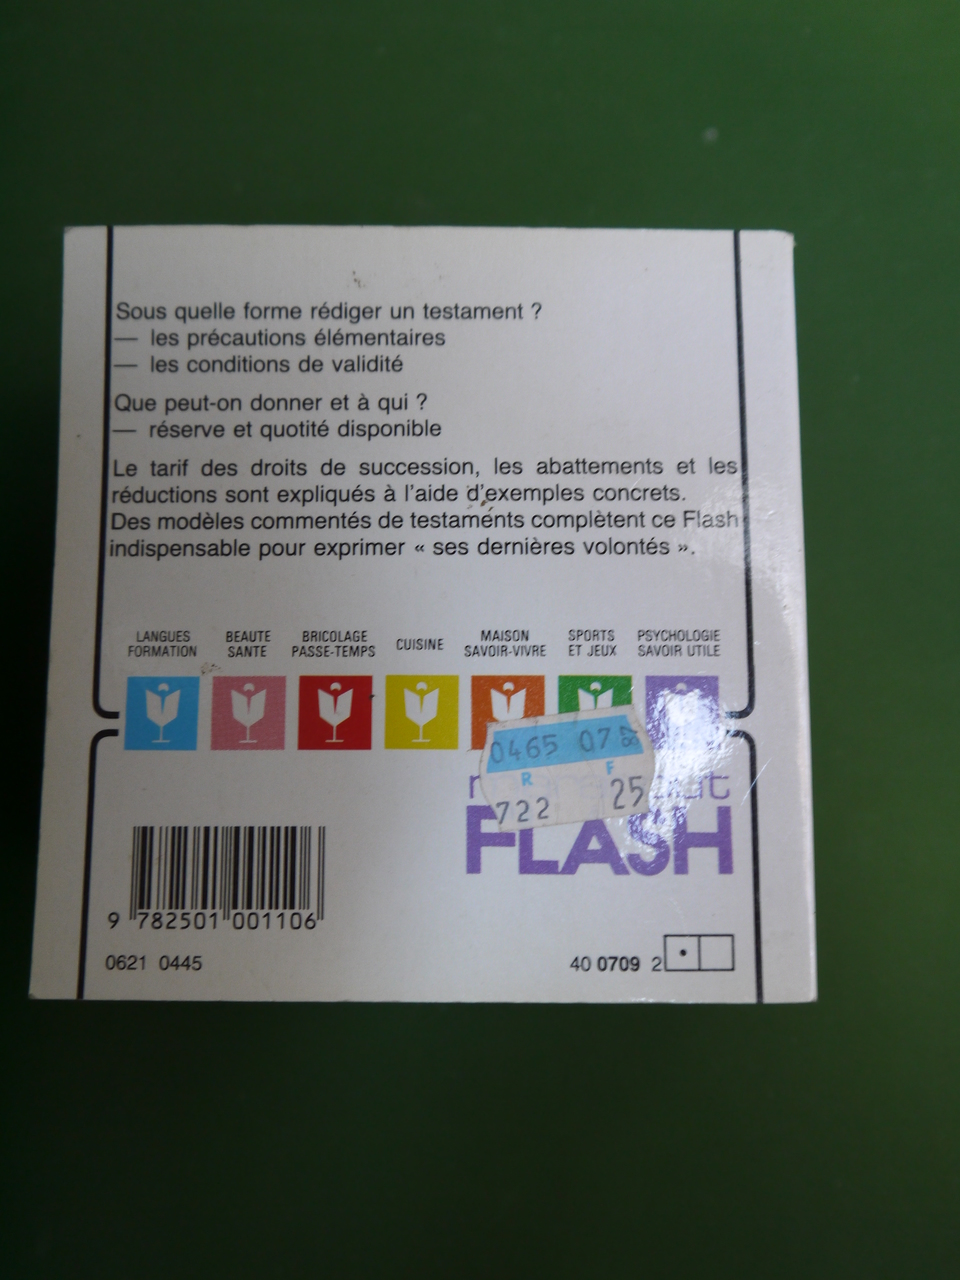 Sous quelle forme rédiger un testament ?
— les précautions élémentaires
— les conditions de validité
Que peut-on donner et à qui ?
— réserve et quotité disponible
Le tarif des droits de succession, les abattements et les
réductions sont expliqués à l'aide d'exemples concrets.
Des modèles commentés de testaments complètent ce Flash
indispensable pour exprimer « ses dernières volontés ».
LANGUES
FORMATION
BEAUTE
SANTE
BRICOLAGE
PASSE-TEMPS
CUISINE
MAISON
SAVOIR-VIVRE
SPORTS
ET JEUX
PSYCHOLOGIE
SAVOIR UTILE
0465 07 87
R F
722 25
FLASH
9 782501 001106
0621 0445
40 0709 2